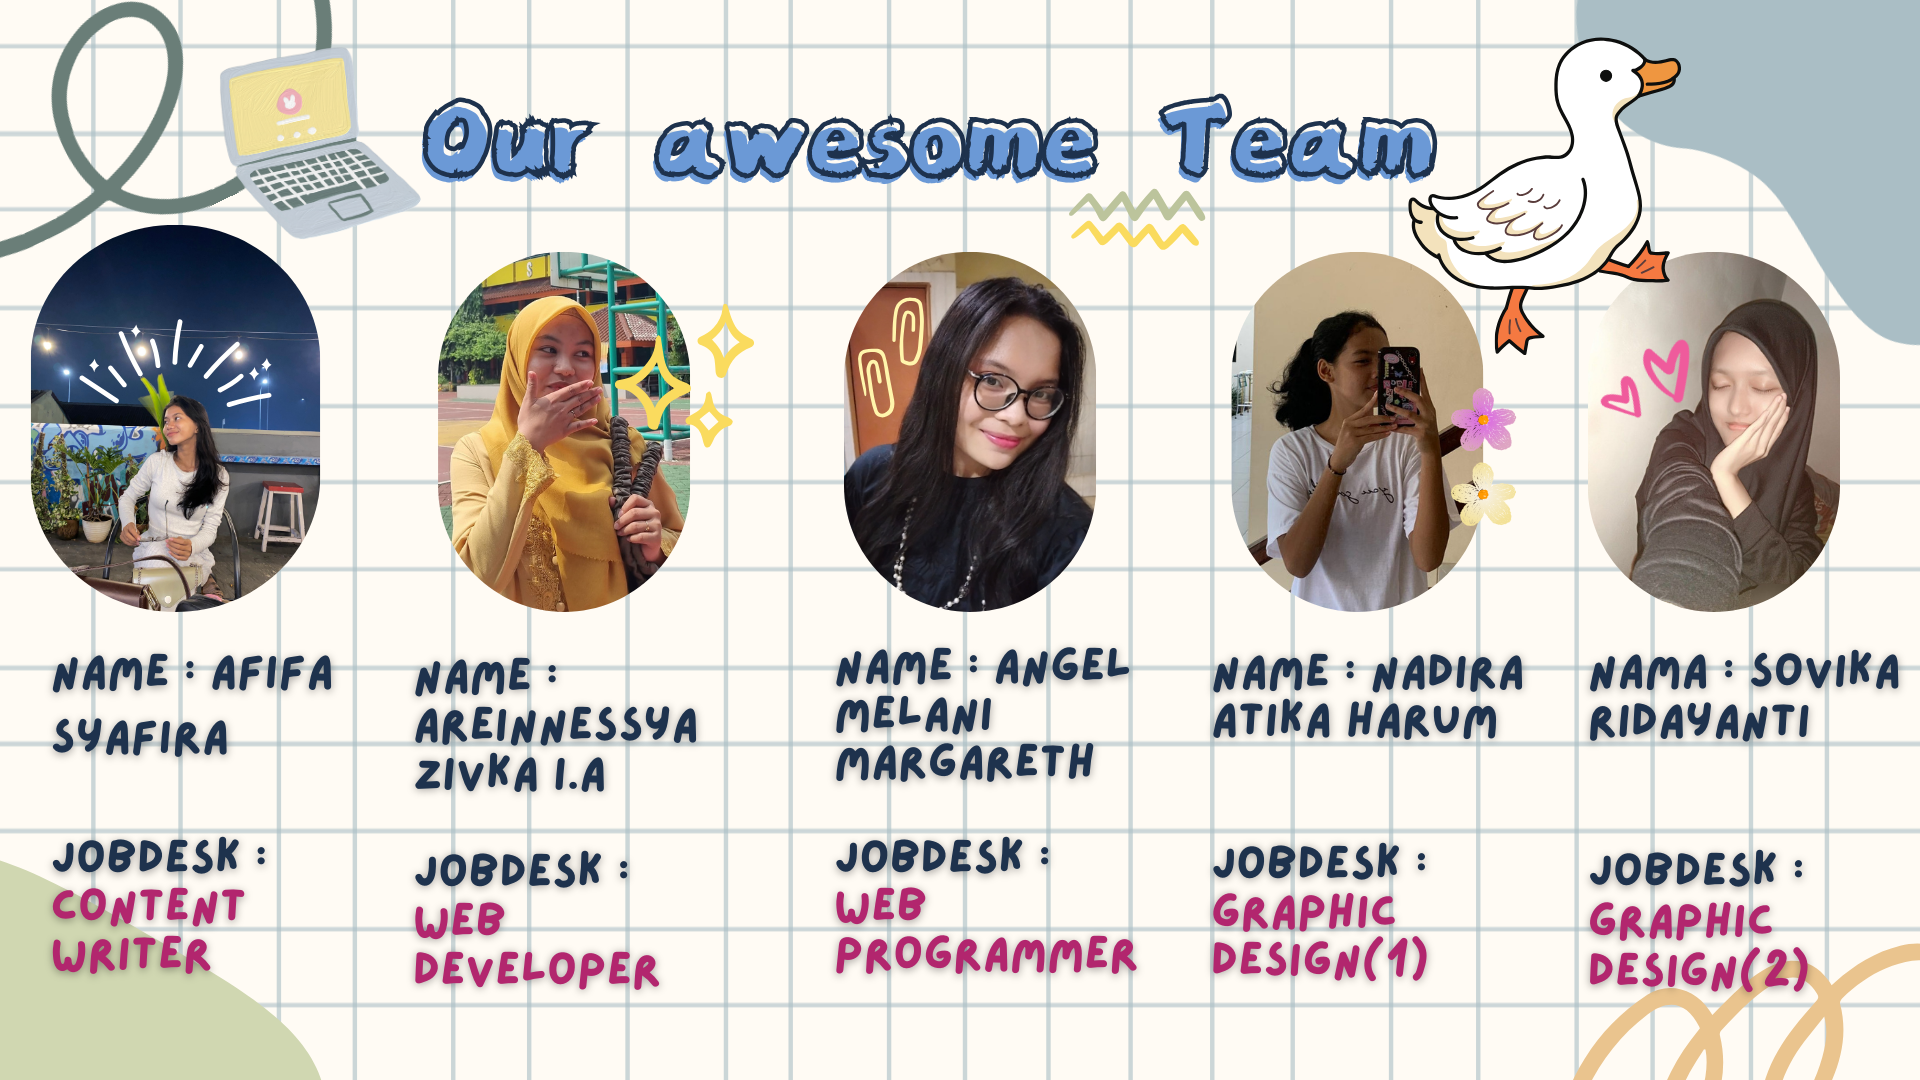 Our awesome Team
NAME : AFIFA
SYAFIRA
JOBDESK :
CONTENT
WRITER
NAME :
AREINNESSYA
ZIVKA I.A
JOBDESK :
WEB
DEVELOPER
NAME : ANGEL
MELANI
MARGARETH
JOBDESK :
WEB
PROGRAMMER
NAME : NADIRA
ATIKA HARUM
JOBDESK :
GRAPHIC
DESIGN(1)
NAMA : SOVIKA
RIDAYANTI
JOBDESK :
GRAPHIC
DESIGN(2)